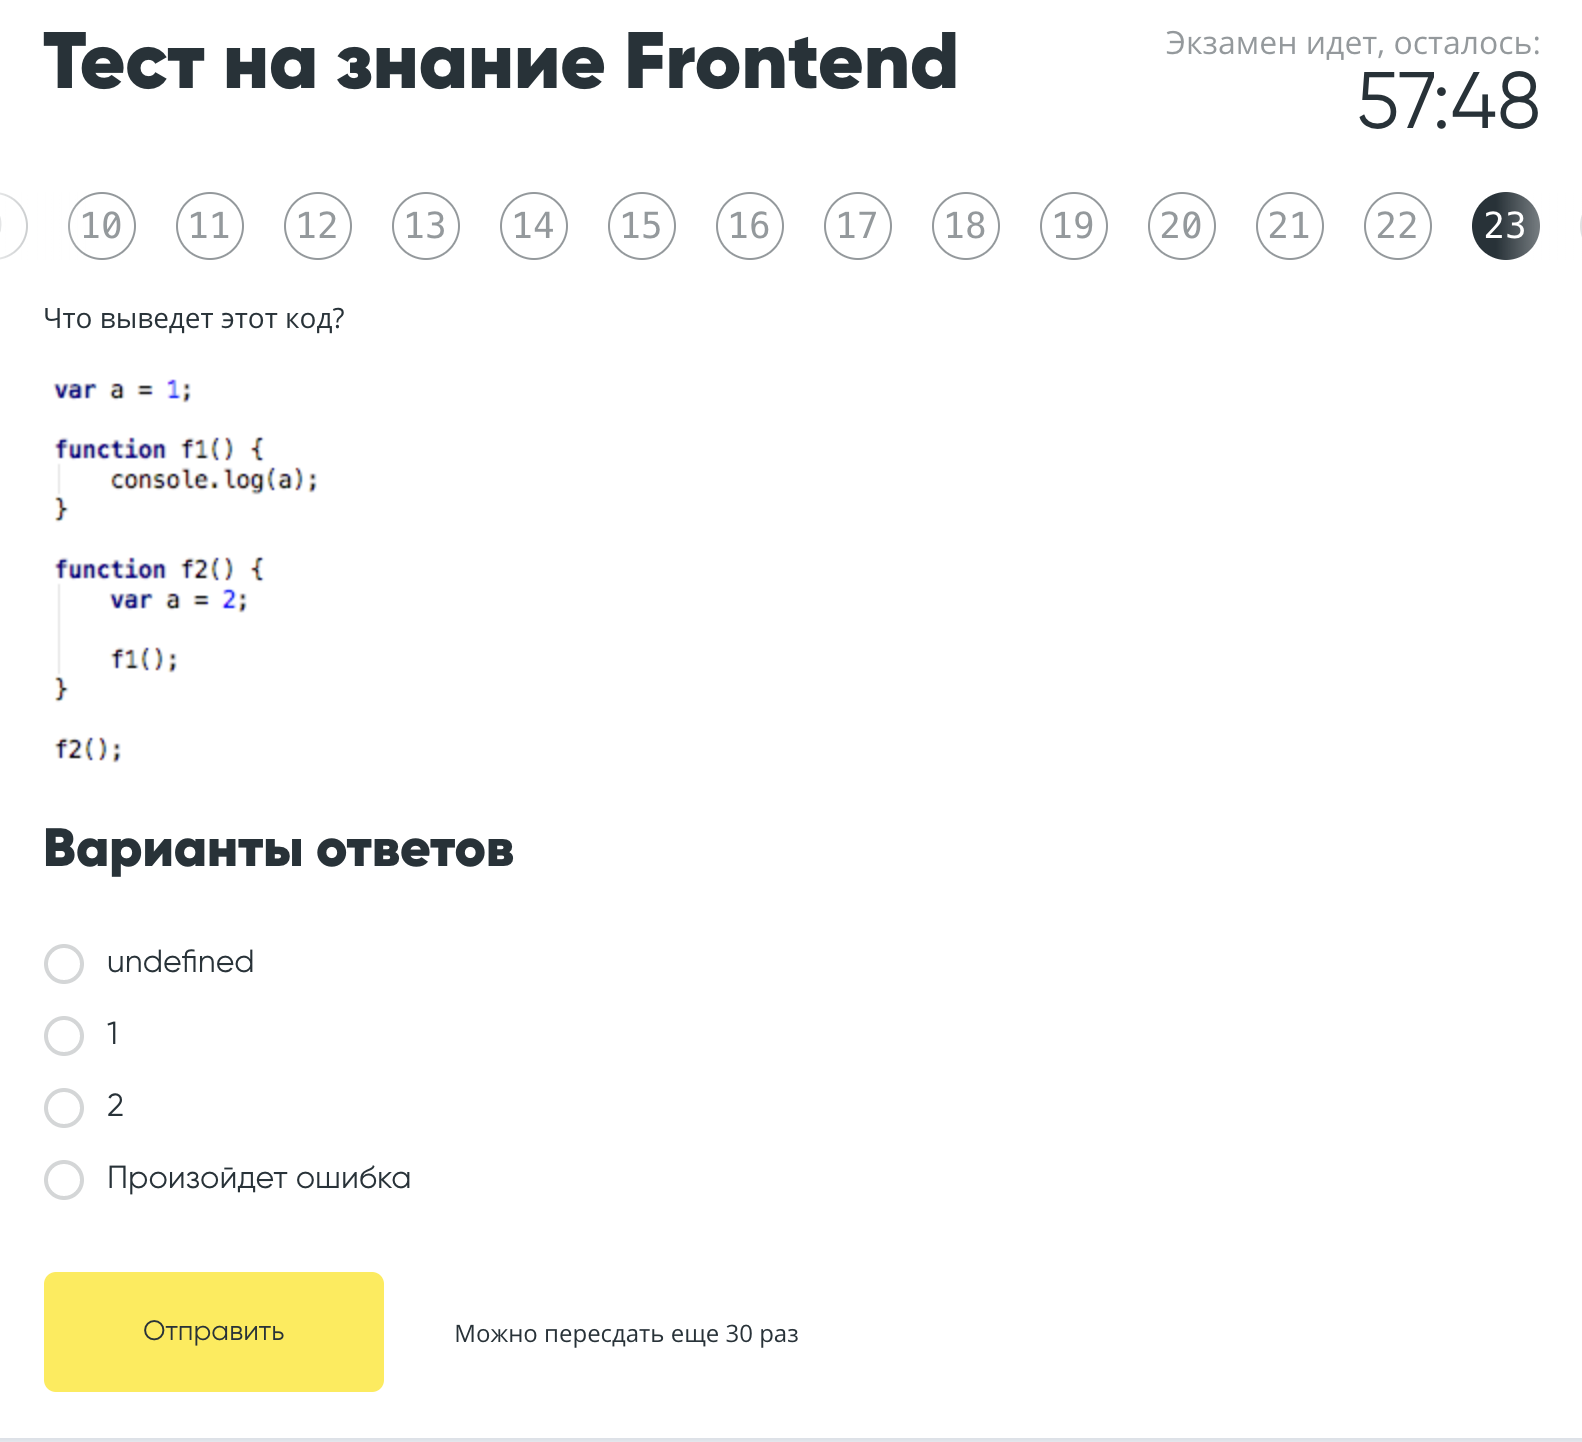 Тест на знание Frontend
Экзамен идет, осталось:
57:48
10 11 12 13 14 15 16 17 18 19 20 21 22 23
Что выведет этот код?
var a = 1;
function f1() {
    console.log(a);
}
function f2() {
    var a = 2;
    f1();
}
f2();
Варианты ответов
undefined
1
2
Произойдет ошибка
Отправить
Можно пересдать еще 30 раз